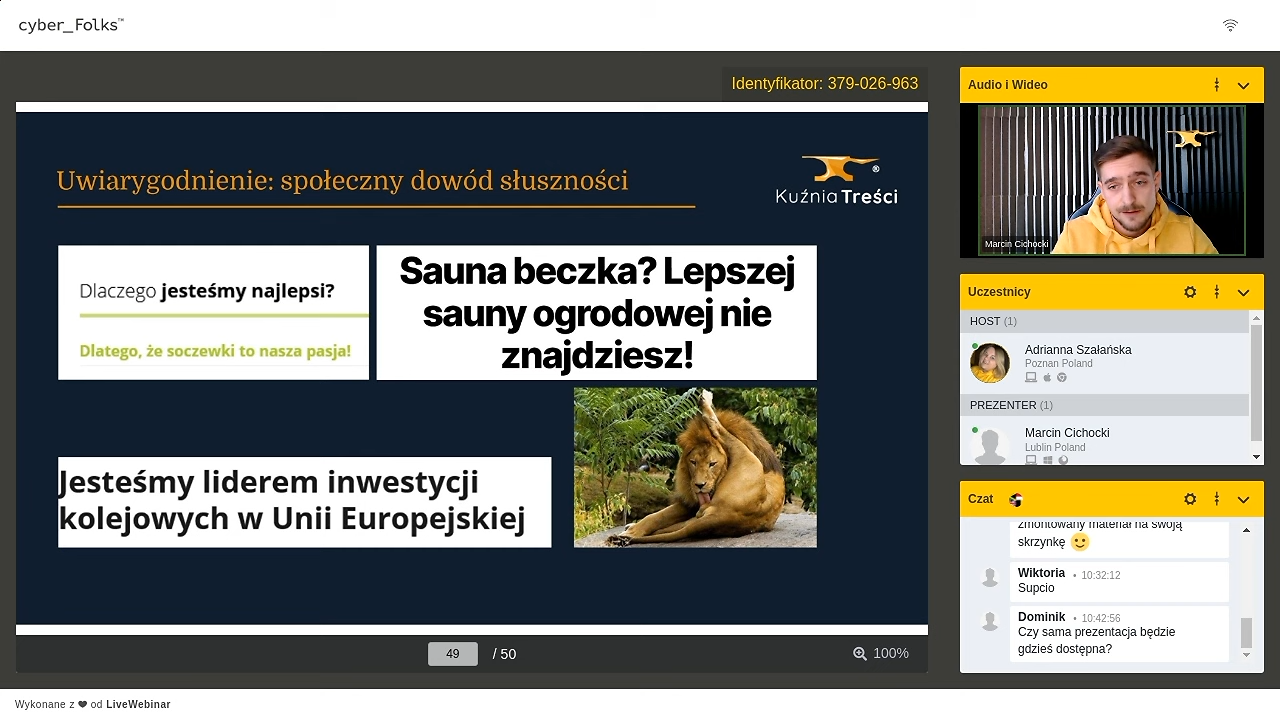 cyber_Folks™
Identyfikator: 379-026-963
Uwiarygodnienie: społeczny dowód słuszności
®
Kuźnia Treści
Dlaczego jesteśmy najlepsi?
Dlatego, że soczewki to nasza pasja!
Sauna beczka? Lepszej
sauny ogrodowej nie
znajdziesz!
Jesteśmy liderem inwestycji
kolejowych w Unii Europejskiej
49 / 50
100%
Audio i Wideo
Marcin Cichocki
Uczestnicy
HOST (1)
Adrianna Szałańska
Poznan Poland
PREZENTER (1)
Marcin Cichocki
Lublin Poland
Czat
zmontowany materiał na swoją
skrzynkę
Wiktoria • 10:32:12
Supcio
Dominik • 10:42:56
Czy sama prezentacja będzie
gdzieś dostępna?
Wykonane z ❤ od LiveWebinar